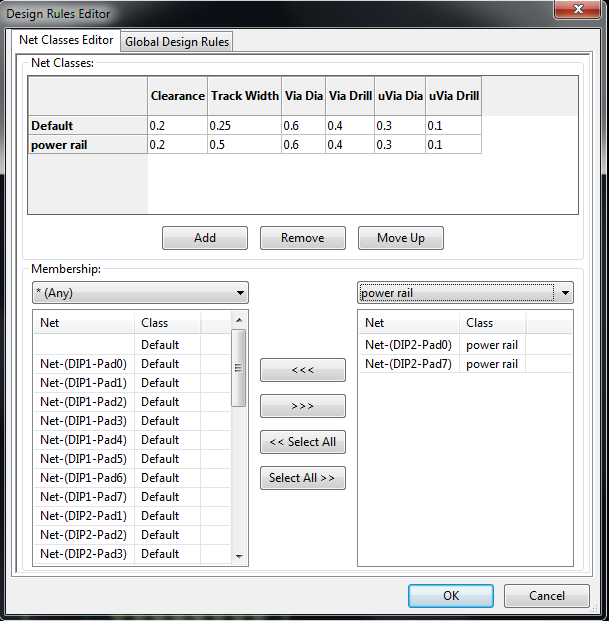 Design Rules Editor
Net Classes Editor Global Design Rules
Net Classes:
Clearance Track Width Via Dia Via Drill uVia Dia uVia Drill
Default 0.2 0.25 0.6 0.4 0.3 0.1
power rail 0.2 0.5 0.6 0.4 0.3 0.1
Add Remove Move Up
Membership:
* (Any)
Net Class
Default
Net-(DIP1-Pad0) Default
Net-(DIP1-Pad1) Default
Net-(DIP1-Pad2) Default
Net-(DIP1-Pad3) Default
Net-(DIP1-Pad4) Default
Net-(DIP1-Pad5) Default
Net-(DIP1-Pad6) Default
Net-(DIP1-Pad7) Default
Net-(DIP2-Pad1) Default
Net-(DIP2-Pad2) Default
Net-(DIP2-Pad3) Default
<<<
>>>
<< Select All
Select All >>
power rail
Net Class
Net-(DIP2-Pad0) power rail
Net-(DIP2-Pad7) power rail
OK Cancel